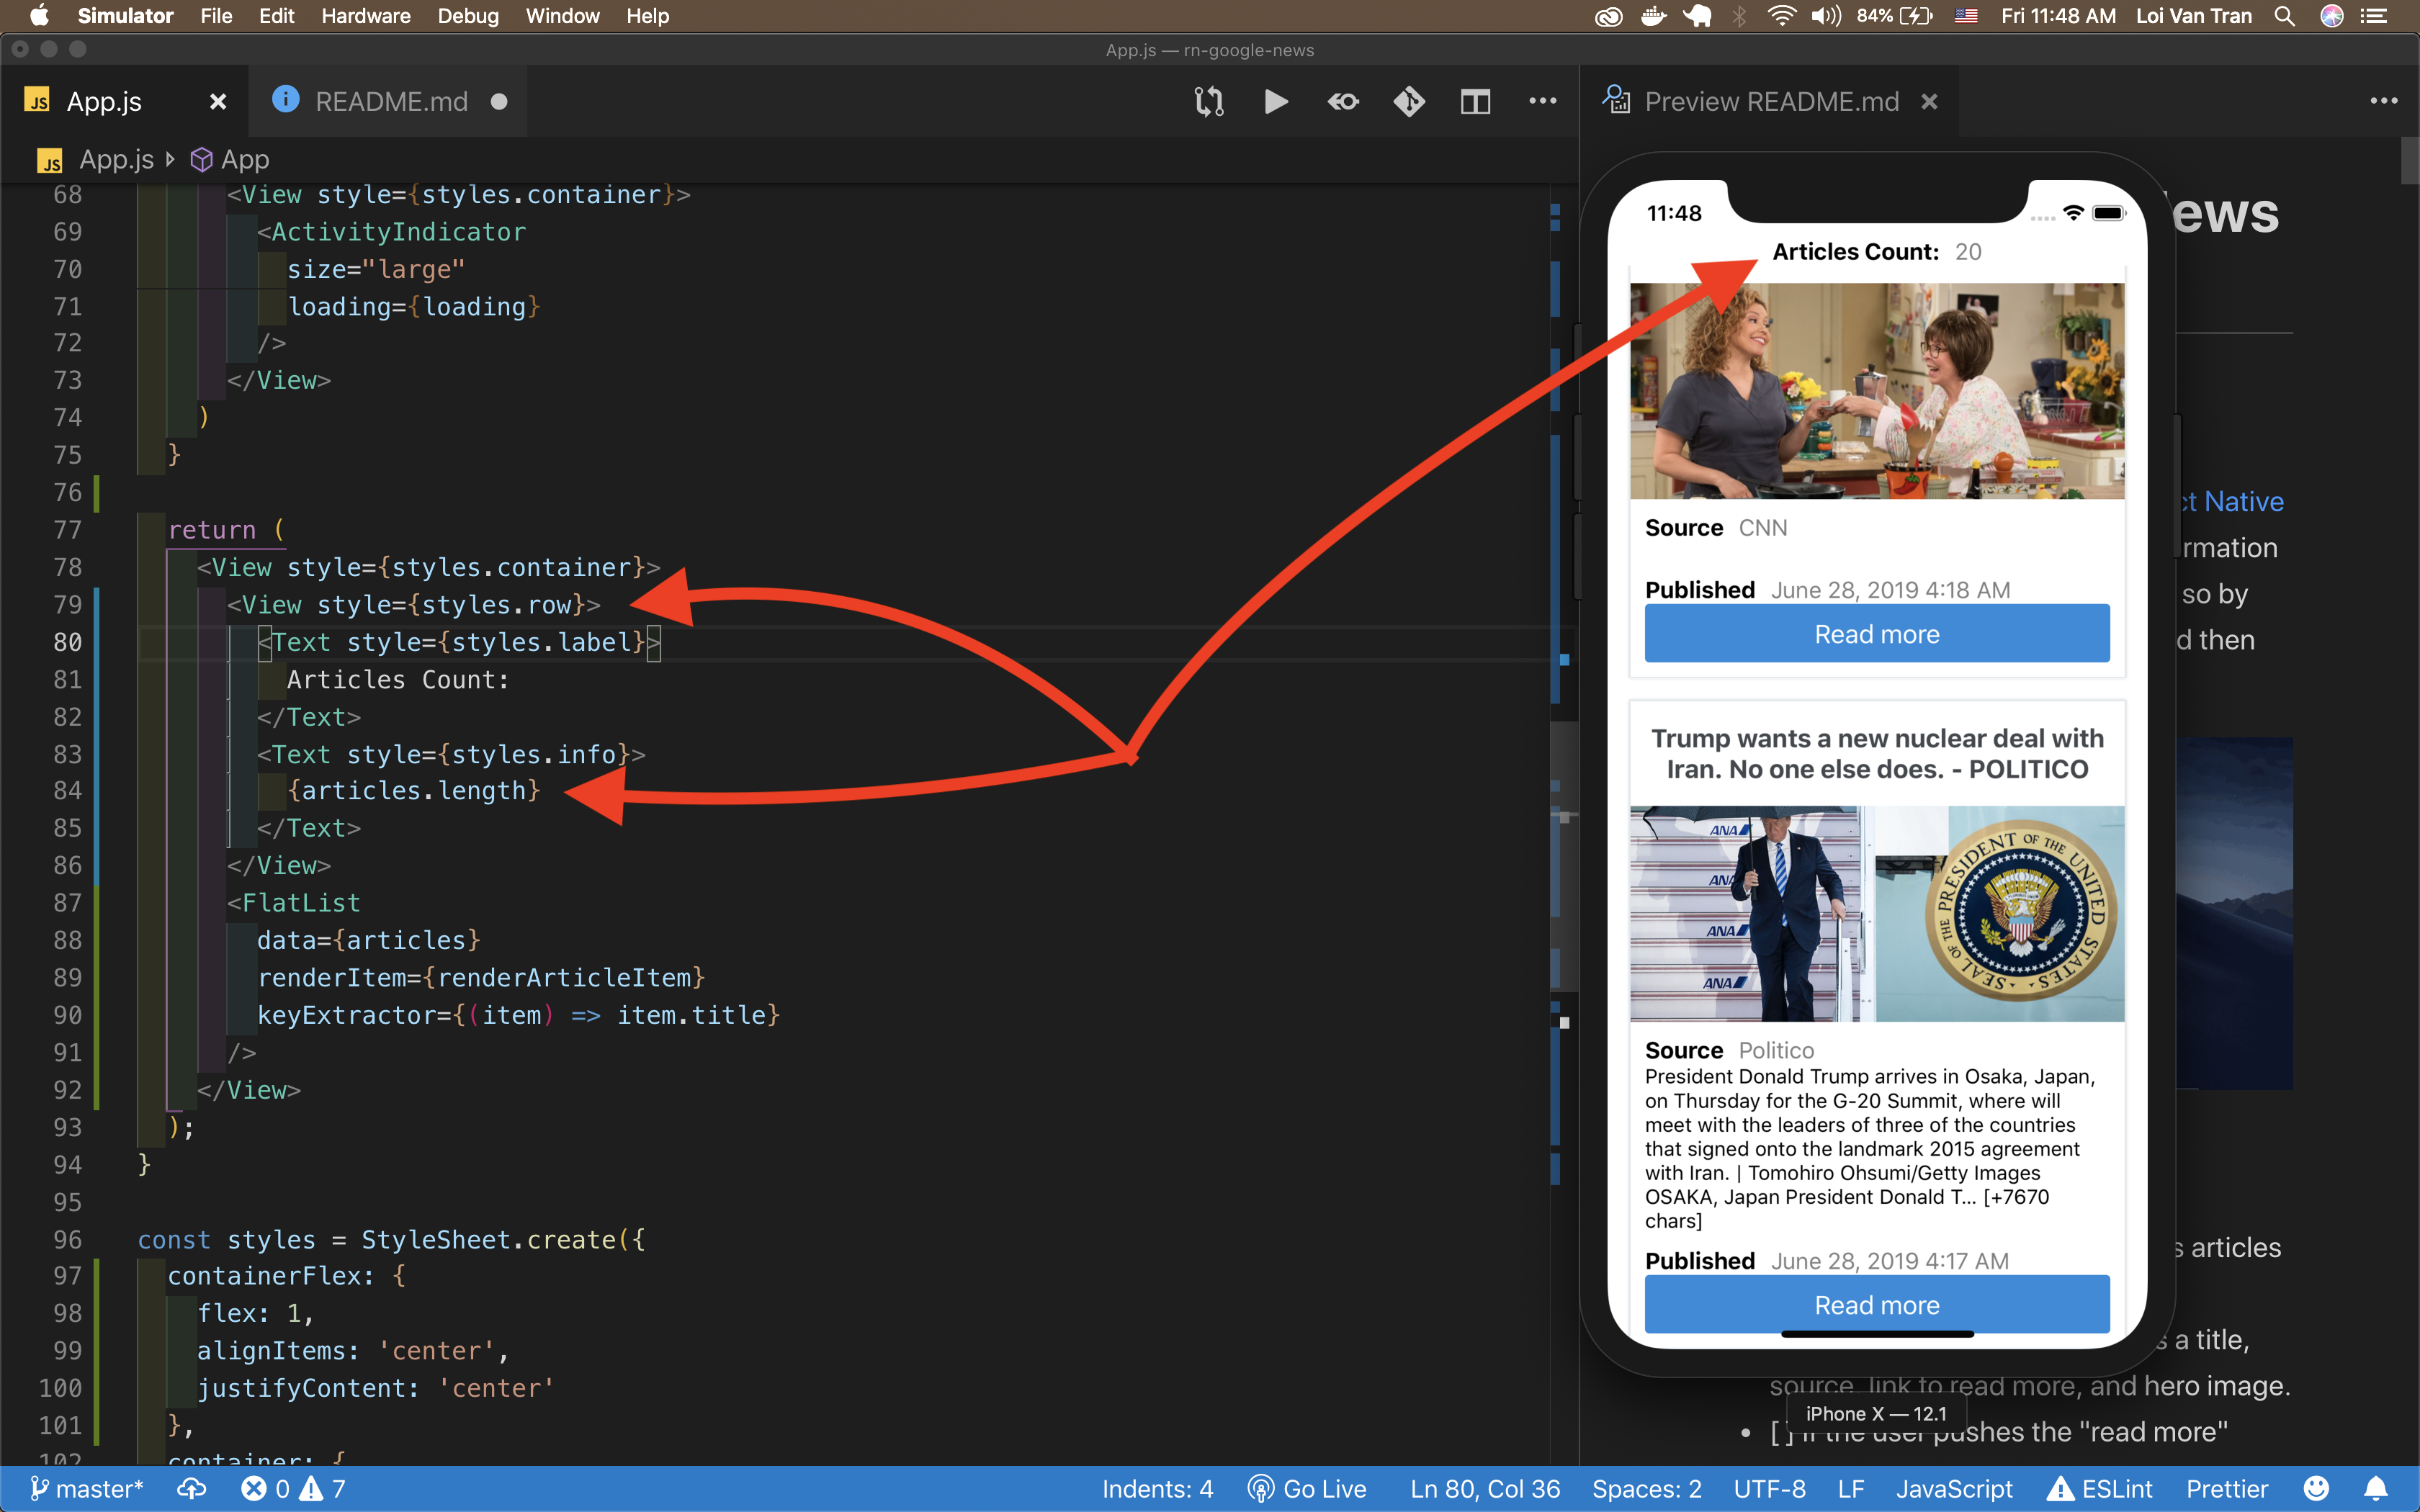 Simulator File Edit Hardware Debug Window Help
84% Fri 11:48 AM Loi Van Tran
App.js — rn-google-news
JS App.js × README.md
Preview README.md ×
JS App.js App
68 <View style={styles.container}>
69 <ActivityIndicator
70 size="large"
71 loading={loading}
72 />
73 </View>
74 )
75 }
76
77 return (
78 <View style={styles.container}>
79 <View style={styles.row}>
80 <Text style={styles.label}>
81 Articles Count:
82 </Text>
83 <Text style={styles.info}>
84 {articles.length}
85 </Text>
86 </View>
87 <FlatList
88 data={articles}
89 renderItem={renderArticleItem}
90 keyExtractor={(item) => item.title}
91 />
92 </View>
93 );
94 }
95
96 const styles = StyleSheet.create({
97 containerFlex: {
98 flex: 1,
99 alignItems: 'center',
100 justifyContent: 'center'
101 },
102 container: {
11:48
Articles Count: 20
Source CNN
Published June 28, 2019 4:18 AM
Read more
Trump wants a new nuclear deal with
Iran. No one else does. - POLITICO
ANA
ANA
ANA
ANA
SEAL OF THE PRESIDENT OF THE UNITED STATES
Source Politico
President Donald Trump arrives in Osaka, Japan,
on Thursday for the G-20 Summit, where will
meet with the leaders of three of the countries
that signed onto the landmark 2015 agreement
with Iran. | Tomohiro Ohsumi/Getty Images
OSAKA, Japan President Donald T... [+7670
chars]
Published June 28, 2019 4:17 AM
Read more
ews
ct Native
rmation
so by
d then
s articles
s a title,
source, link to read more, and hero image.
iPhone X — 12.1
• [ ] If the user pushes the "read more"
master* 0 7 Indents: 4 Go Live Ln 80, Col 36 Spaces: 2 UTF-8 LF JavaScript ESLint Prettier